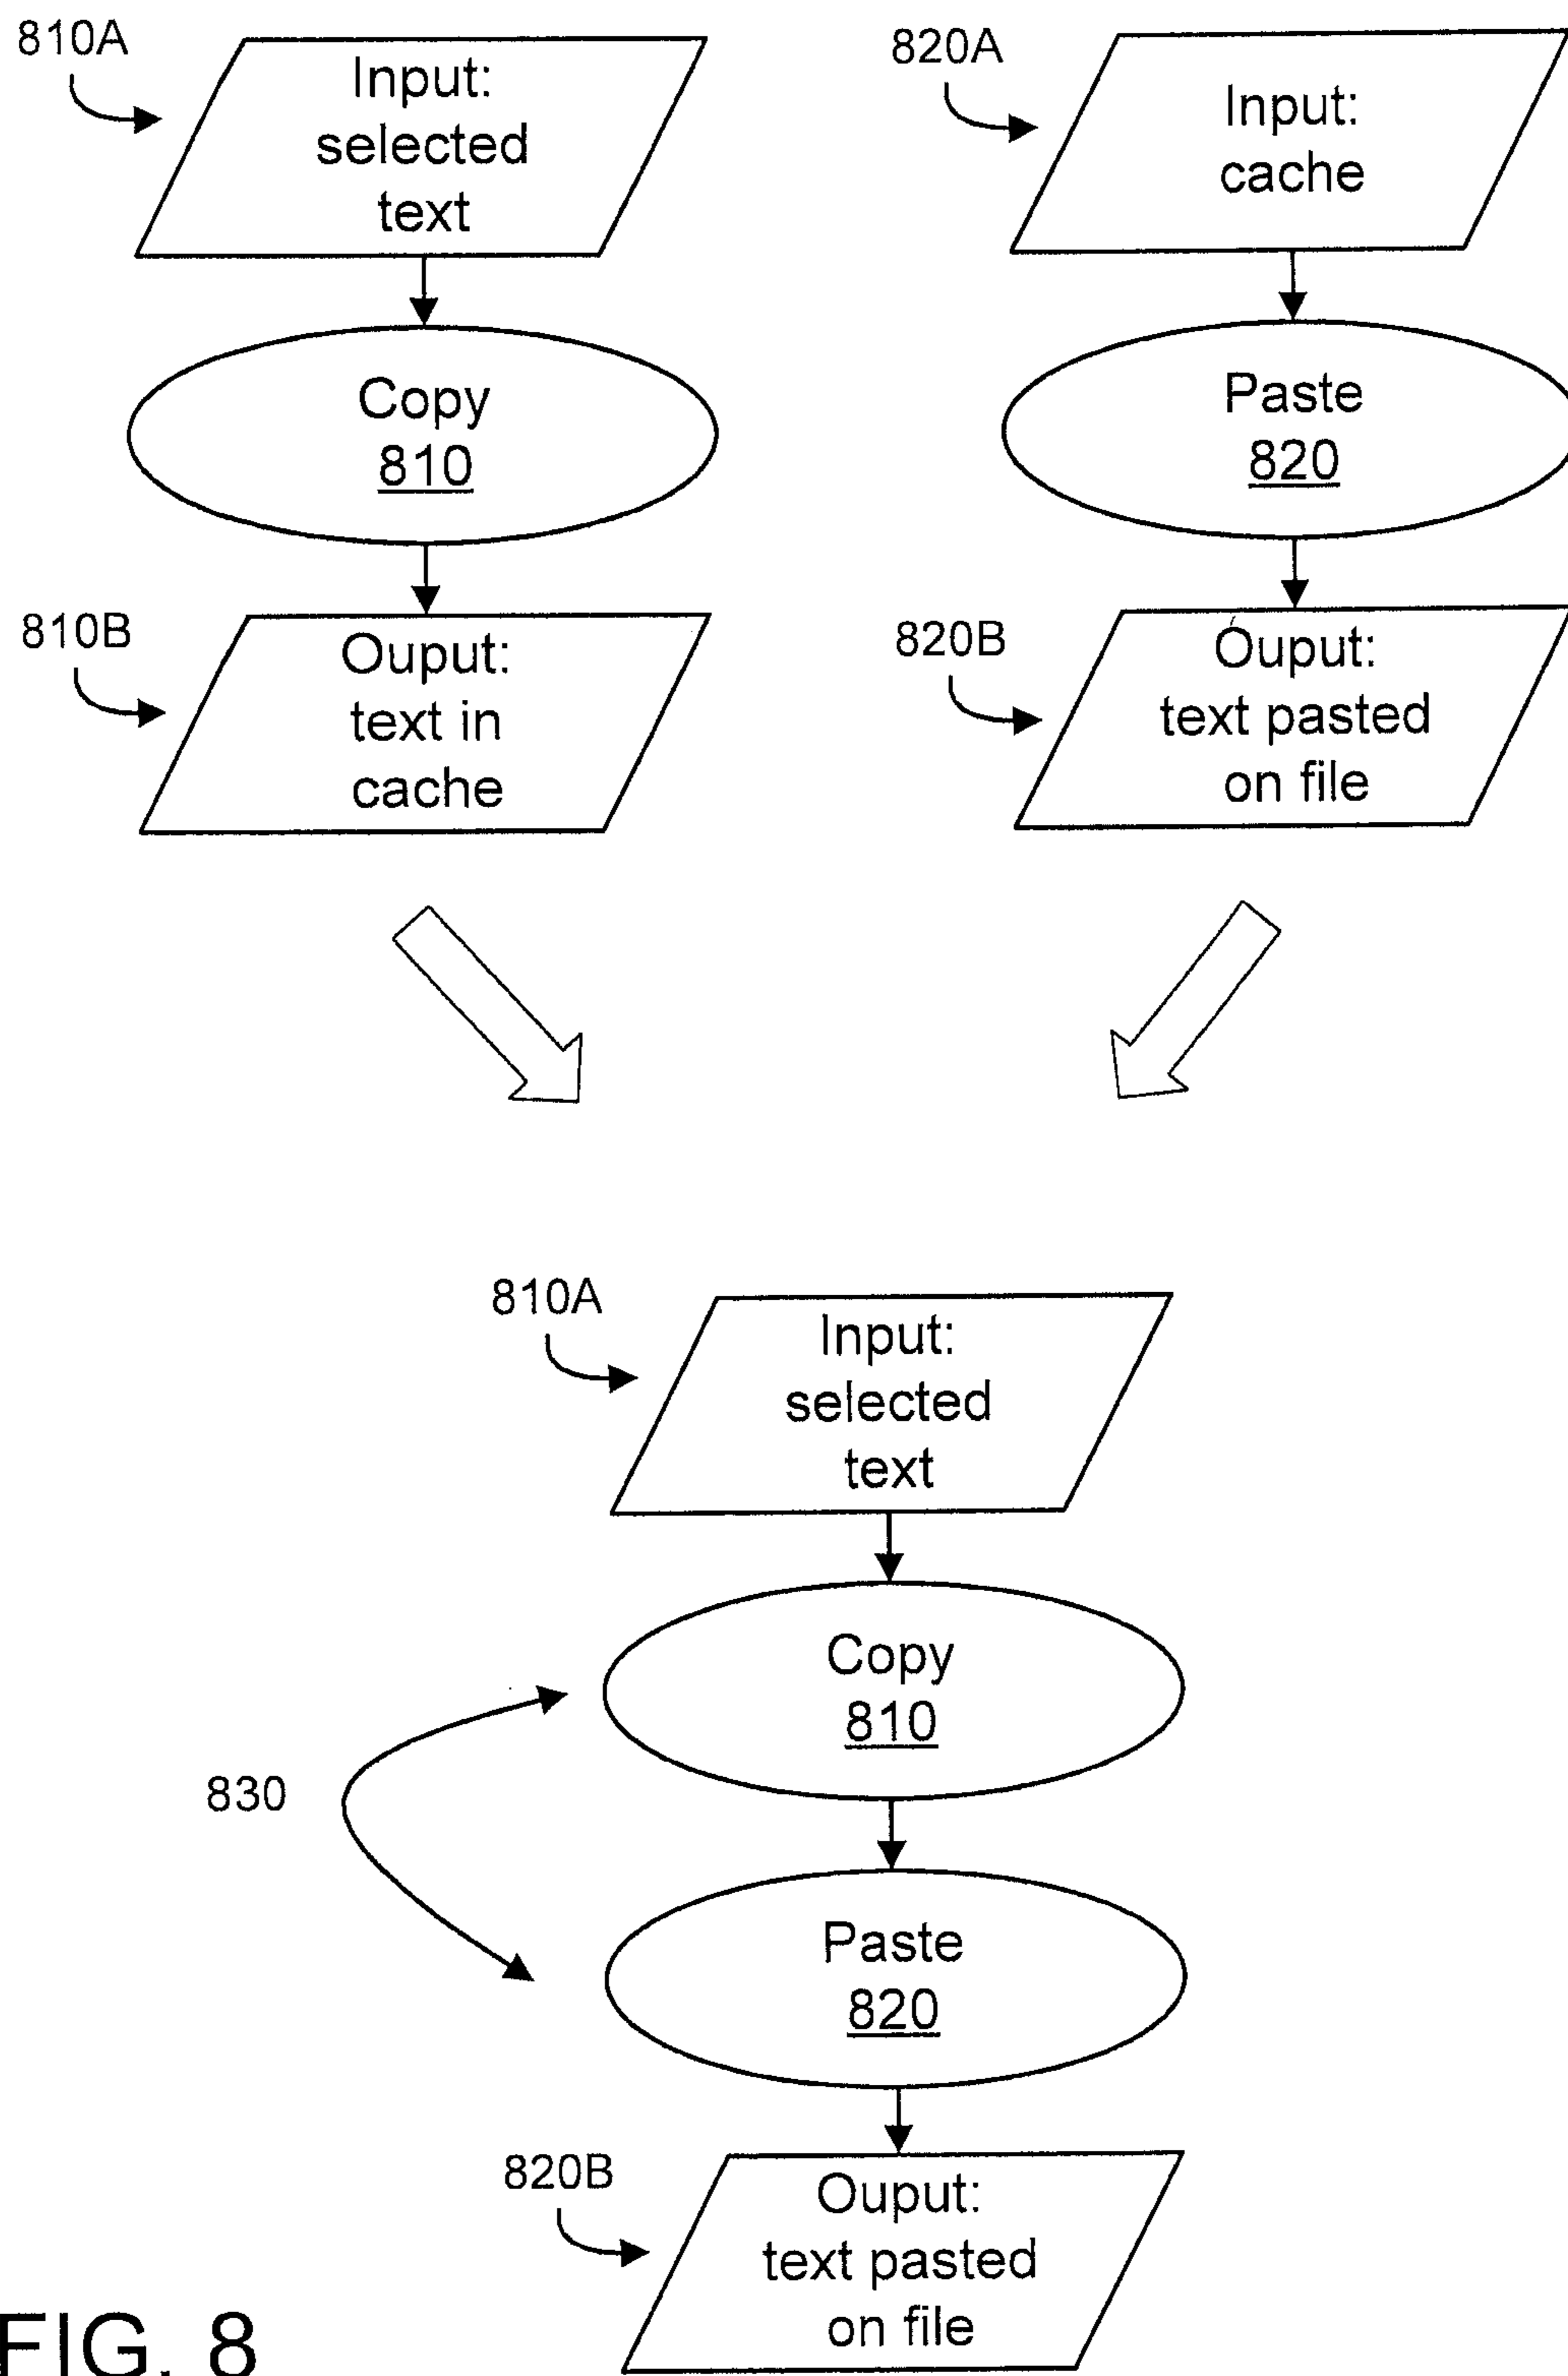 810A
Input:
selected
text
Copy
810
810B
Ouput:
text in
cache
820A
Input:
cache
Paste
820
820B
Ouput:
text pasted
on file
810A
Input:
selected
text
Copy
810
830
Paste
820
820B
Ouput:
text pasted
on file
FIG. 8